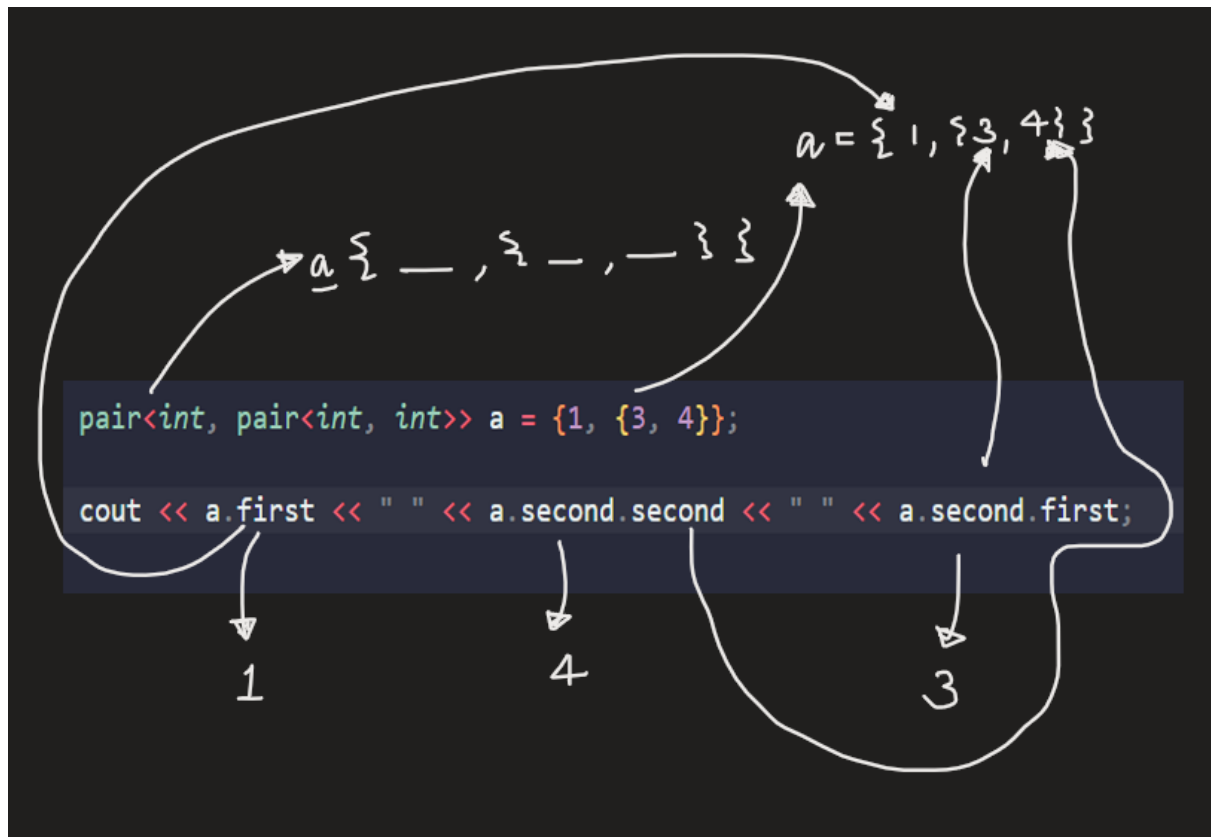 a = { 1, {3, 4} }
a { __ , { _ , __ } }
pair<int, pair<int, int>> a = {1, {3, 4}};
cout << a.first << " " << a.second.second << " " << a.second.first;
1 4 3